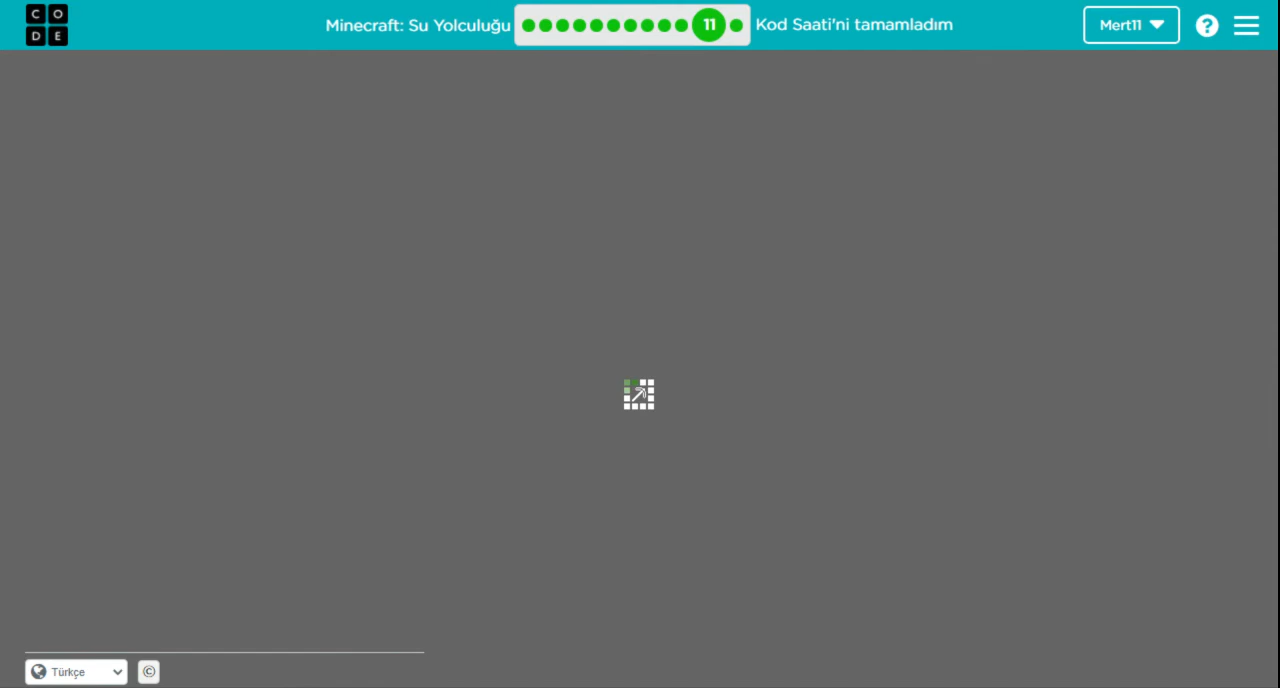 C O
D E
Minecraft: Su Yolculuğu
11
Kod Saati'ni tamamladım
Mert11
?
Türkçe
©